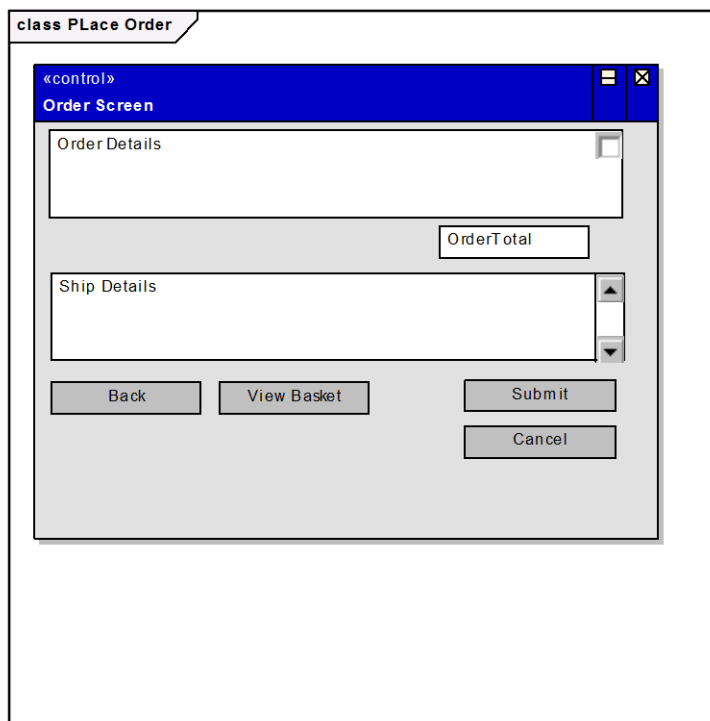 class PLace Order
«control»
Order Screen
Order Details
OrderTotal
Ship Details
Back
View Basket
Submit
Cancel